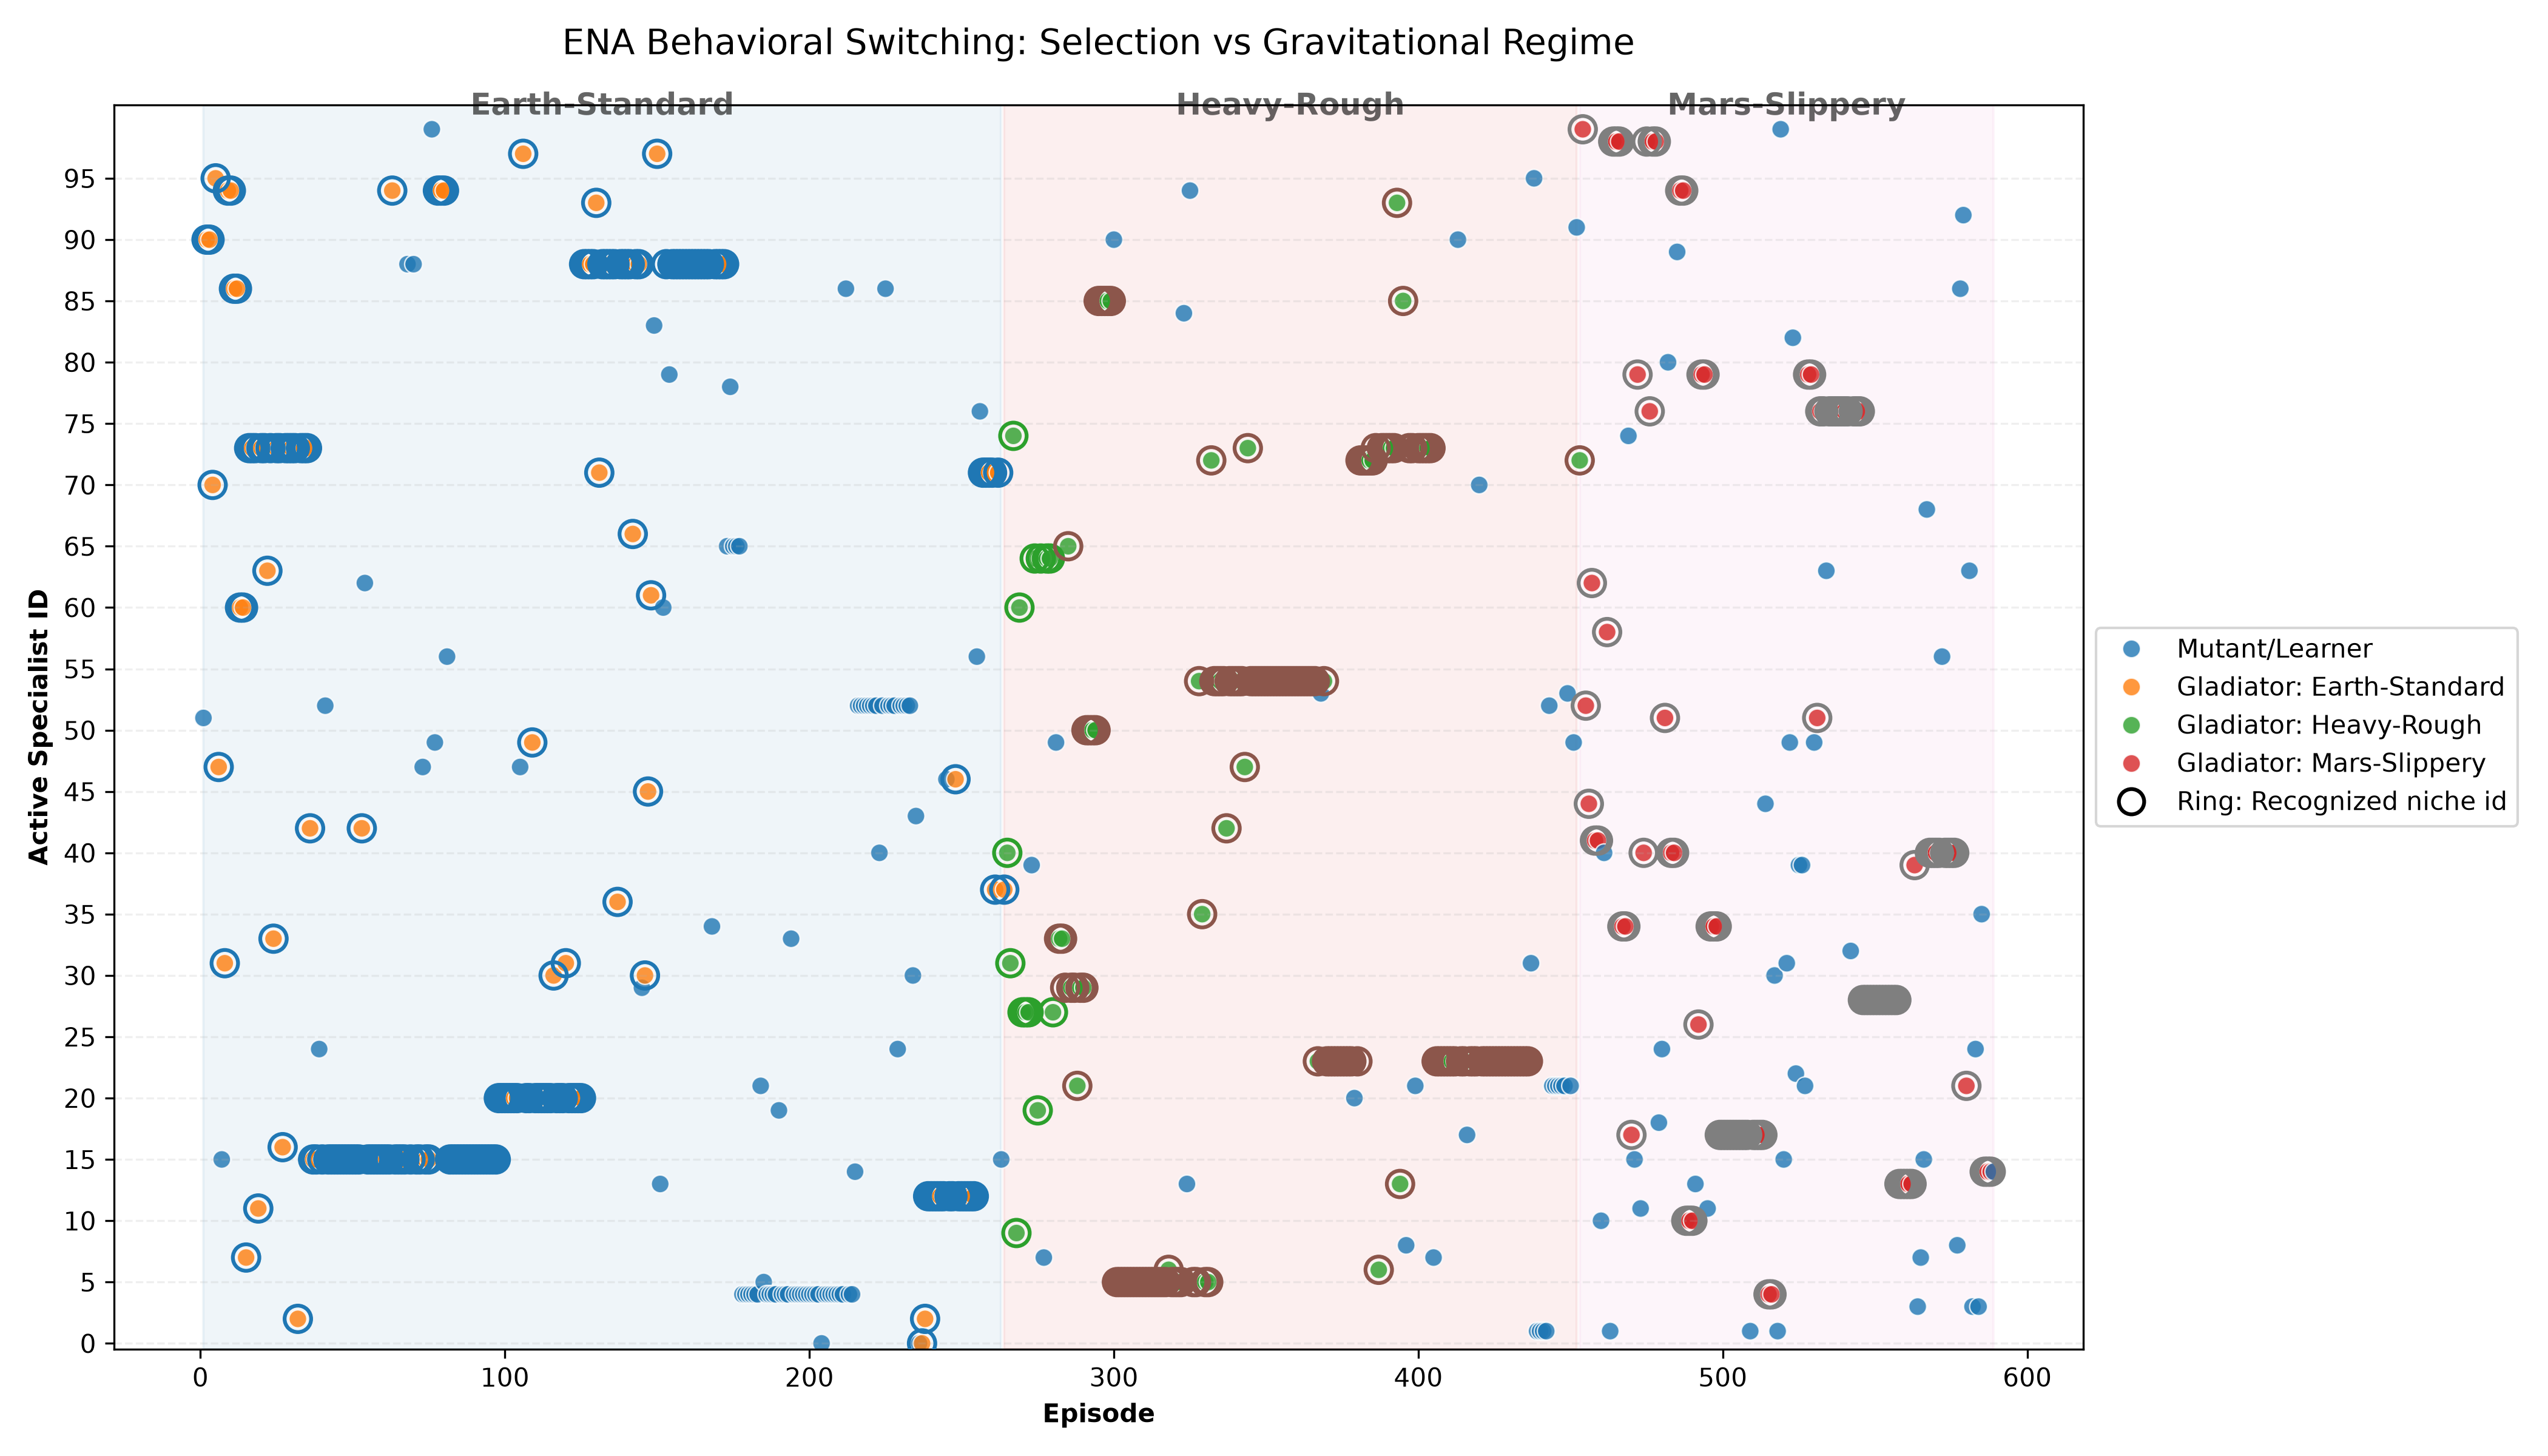 ENA Behavioral Switching: Selection vs Gravitational Regime
Earth-Standard
Heavy-Rough
Mars-Slippery
95
90
85
80
75
70
65
60
55
50
45
40
35
30
25
20
15
10
5
0
Active Specialist ID
0
100
200
300
400
500
600
Episode
Mutant/Learner
Gladiator: Earth-Standard
Gladiator: Heavy-Rough
Gladiator: Mars-Slippery
Ring: Recognized niche id